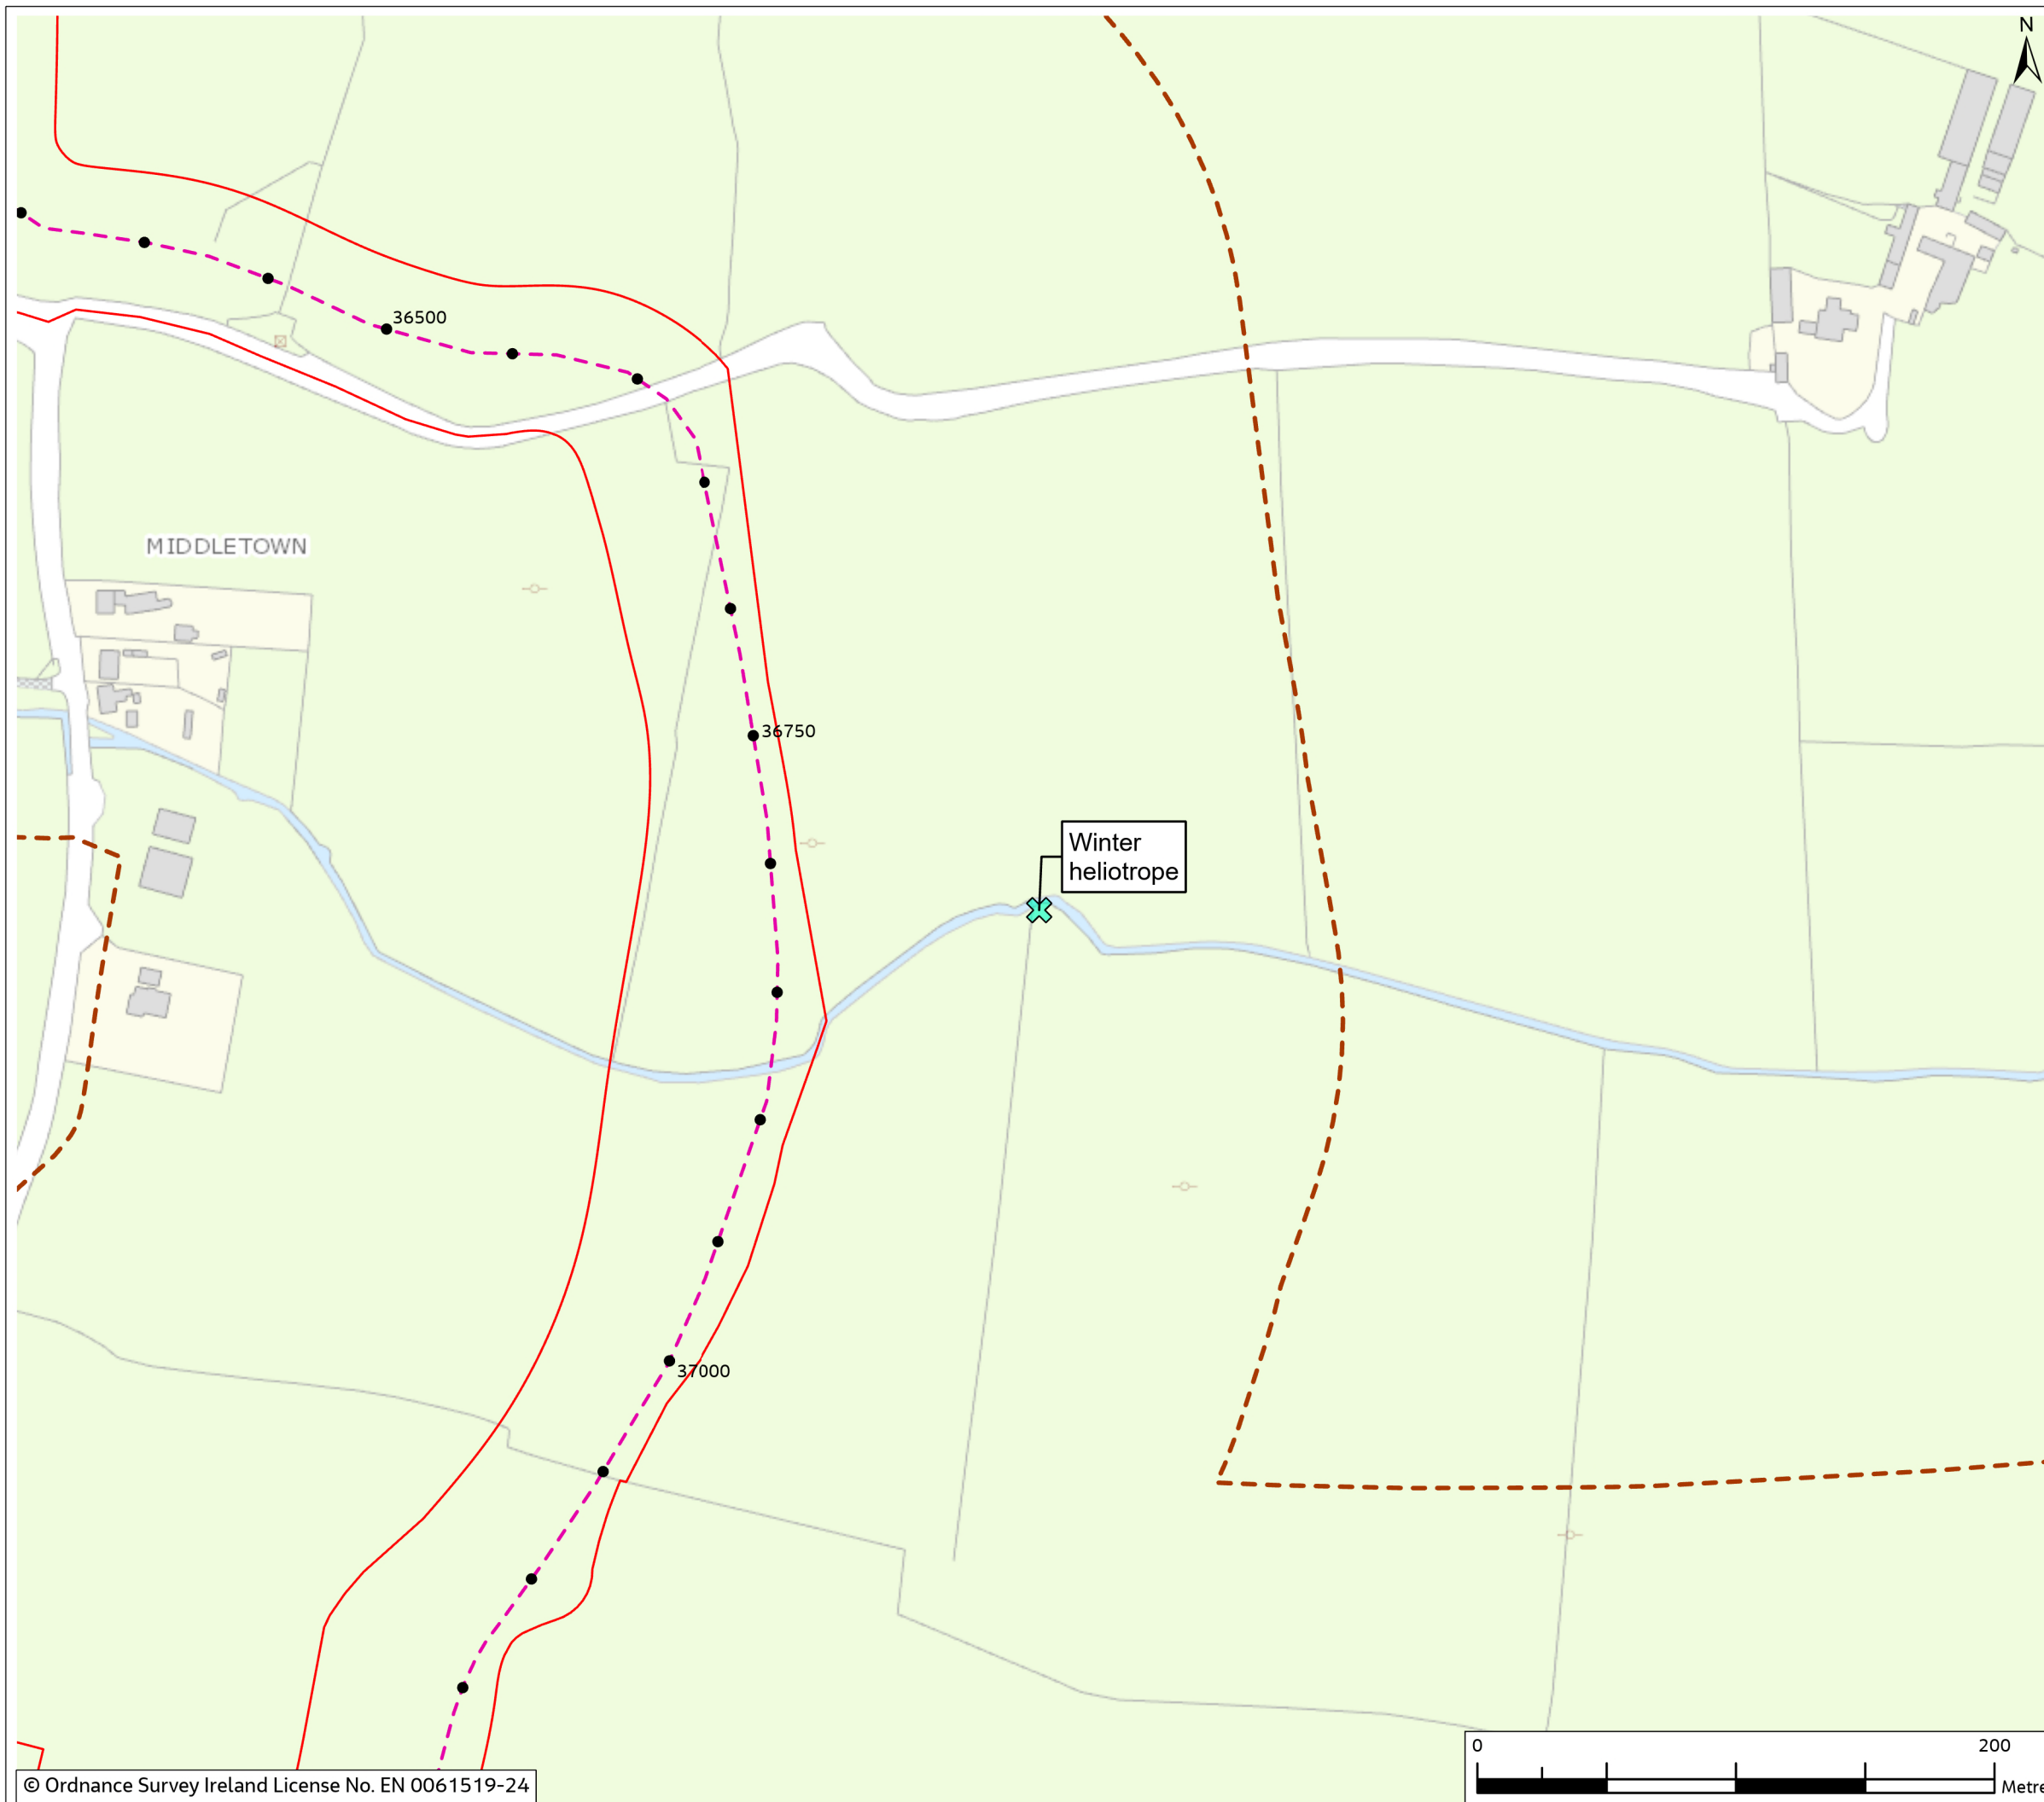 N
36500
MIDDLETOWN
36750
Winter
heliotrope
37000
0 200
Metre
© Ordnance Survey Ireland License No. EN 0061519-24